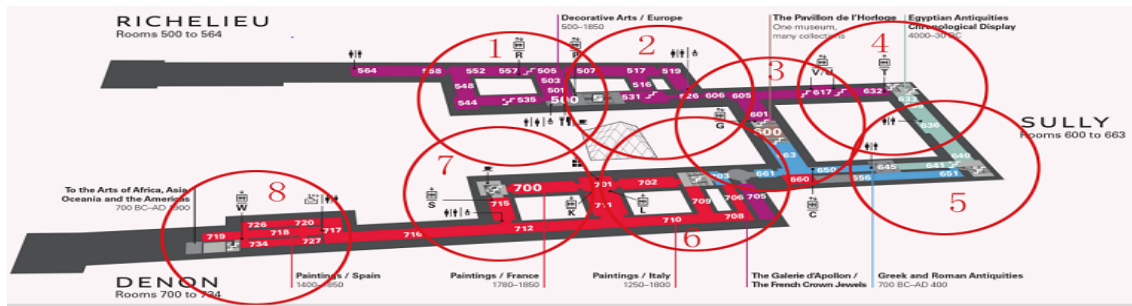 RICHELIEU
Rooms 500 to 564
Decorative Arts / Europe
500–1850
The Pavillon de l'Horloge
One museum,
many collections
Egyptian Antiquities
Chronological Display
4000–30 BC
1
2
3
4
R
P
V/U
T
564
558
552
557
505
507
517
519
548
503
501
516
544
535
500
531
526
606
605
617
632
601
600
G
636
SULLY
Rooms 600 to 663
640
7
663
645
641
661
650
556
651
660
C
5
700
701
702
703
706
705
709
708
715
711
710
S
K
L
6
To the Arts of Africa, Asia
Oceania and the Americas
700 BC–AD 1900
8
W
726
720
719
718
717
716
712
734
727
DENON
Rooms 700 to 734
Paintings / Spain
1400–1850
Paintings / France
1780–1850
Paintings / Italy
1250–1800
The Galerie d'Apollon /
The French Crown Jewels
Greek and Roman Antiquities
700 BC–AD 400